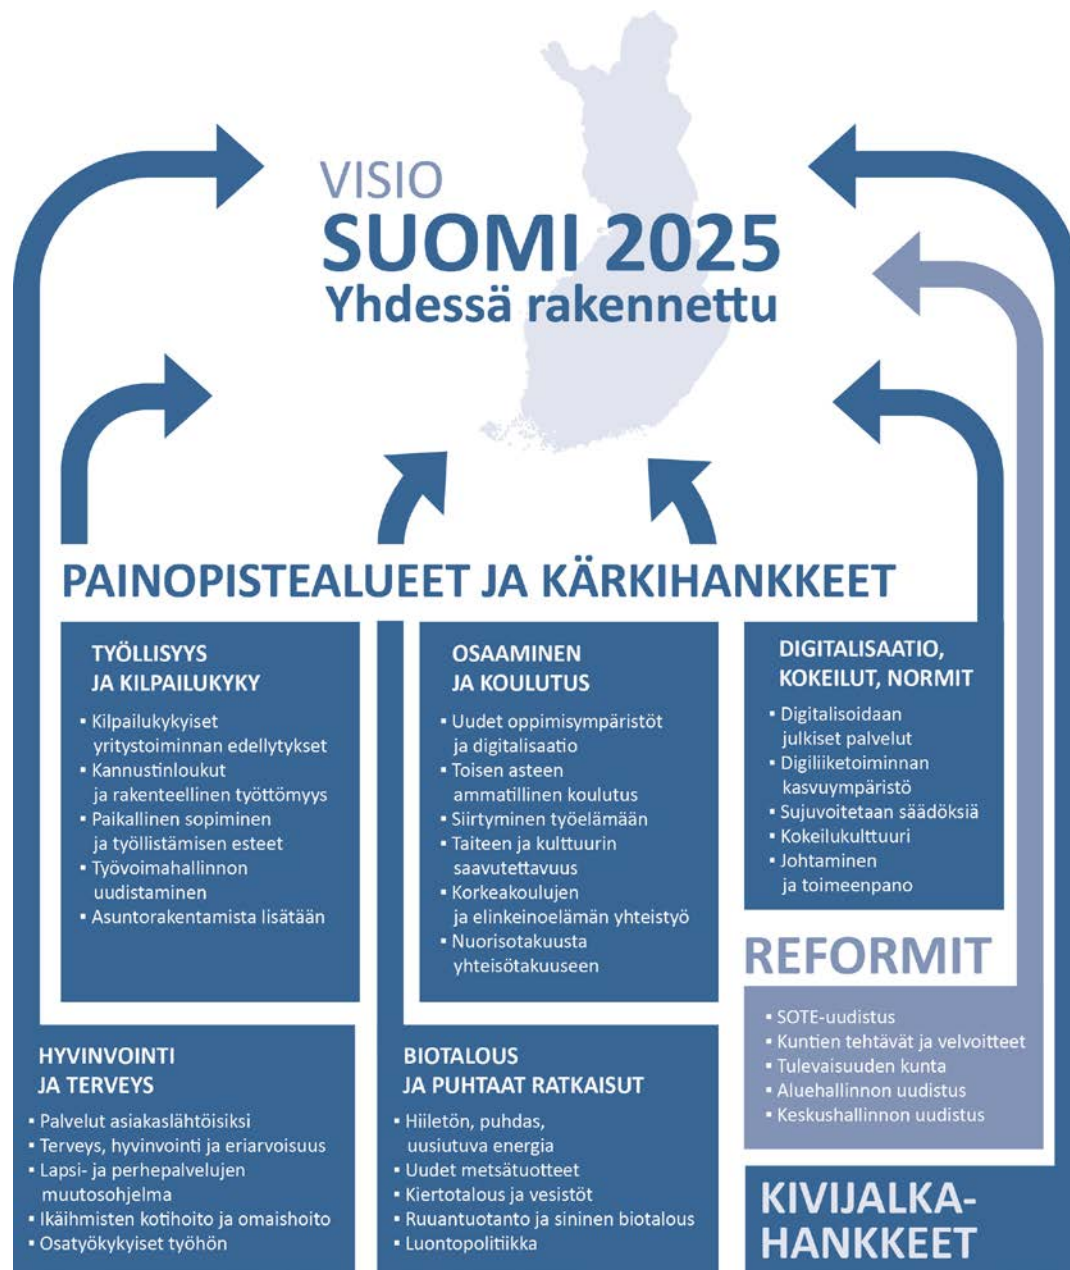 VISIO
SUOMI 2025
Yhdessä rakennettu
PAINOPISTEALUEET JA KÄRKIHANKKEET
TYÖLLISYYS
JA KILPAILUKYKY
▪ Kilpailukykyiset
yritystoiminnan edellytykset
▪ Kannustinloukut
ja rakenteellinen työttömyys
▪ Paikallinen sopiminen
ja työllistämisen esteet
▪ Työvoimahallinnon
uudistaminen
▪ Asuntorakentamista lisätään
OSAAMINEN
JA KOULUTUS
▪ Uudet oppimisympäristöt
ja digitalisaatio
▪ Toisen asteen
ammatillinen koulutus
▪ Siirtyminen työelämään
▪ Taiteen ja kulttuurin
saavutettavuus
▪ Korkeakoulujen
ja elinkeinoelämän yhteistyö
▪ Nuorisotakuusta
yhteisötakuuseen
DIGITALISAATIO,
KOKEILUT, NORMIT
▪ Digitalisoidaan
julkiset palvelut
▪ Digiliiketoiminnan
kasvuympäristö
▪ Sujuvoitetaan säädöksiä
▪ Kokeilukulttuuri
▪ Johtaminen
ja toimeenpano
HYVINVOINTI
JA TERVEYS
▪ Palvelut asiakaslähtöisiksi
▪ Terveys, hyvinvointi ja eriarvoisuus
▪ Lapsi- ja perhepalvelujen
muutosohjelma
▪ Ikäihmisten kotihoito ja omaishoito
▪ Osatyökykyiset työhön
BIOTALOUS
JA PUHTAAT RATKAISUT
▪ Hiiletön, puhdas,
uusiutuva energia
▪ Uudet metsätuotteet
▪ Kiertotalous ja vesistöt
▪ Ruuantuotanto ja sininen biotalous
▪ Luontopolitiikka
REFORMIT
▪ SOTE-uudistus
▪ Kuntien tehtävät ja velvoitteet
▪ Tulevaisuuden kunta
▪ Aluehallinnon uudistus
▪ Keskushallinnon uudistus
KIVIJALKA-
HANKKEET